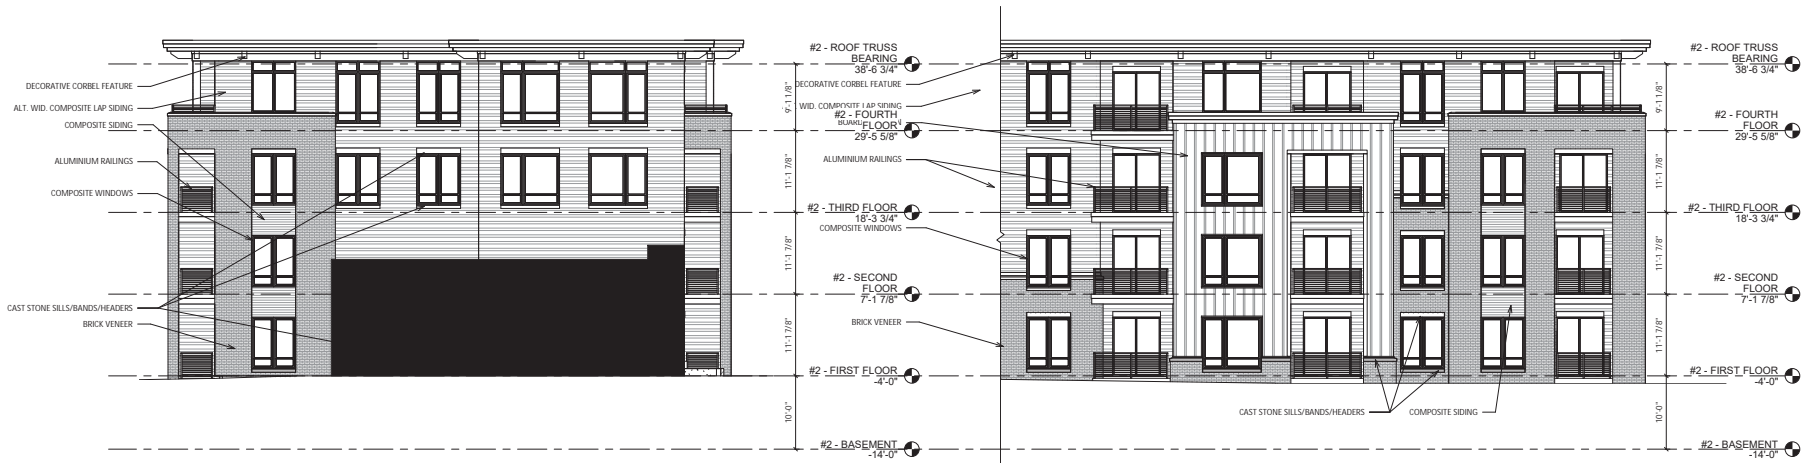 #2 - ROOF TRUSS
BEARING
38'-6 3/4"
DECORATIVE CORBEL FEATURE
ALT. WID. COMPOSITE LAP SIDING
COMPOSITE SIDING
ALUMINIUM RAILINGS
COMPOSITE WINDOWS
CAST STONE SILLS/BANDS/HEADERS
BRICK VENEER
9'-1 1/8"
11'-1 7/8"
11'-1 7/8"
11'-1 7/8"
10'-0"
DECORATIVE CORBEL FEATURE
WID. COMPOSITE LAP SIDING
#2 - FOURTH
FLOOR
29'-5 5/8"
ALUMINIUM RAILINGS
#2 - THIRD FLOOR
18'-3 3/4"
COMPOSITE WINDOWS
#2 - SECOND
FLOOR
7'-1 7/8"
BRICK VENEER
#2 - FIRST FLOOR
-4'-0"
#2 - BASEMENT
-14'-0"
CAST STONE SILLS/BANDS/HEADERS
COMPOSITE SIDING
9'-1 1/8"
11'-1 7/8"
11'-1 7/8"
11'-1 7/8"
10'-0"
#2 - ROOF TRUSS
BEARING
38'-6 3/4"
#2 - FOURTH
FLOOR
29'-5 5/8"
#2 - THIRD FLOOR
18'-3 3/4"
#2 - SECOND
FLOOR
7'-1 7/8"
#2 - FIRST FLOOR
-4'-0"
#2 - BASEMENT
-14'-0"